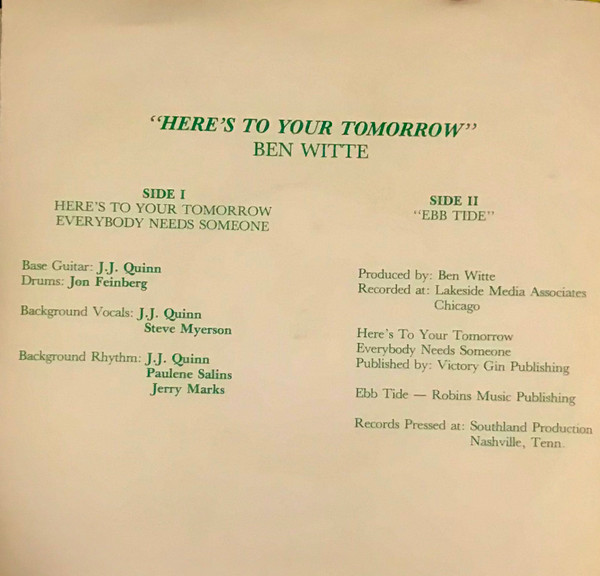 "HERE'S TO YOUR TOMORROW"
BEN WITTE
SIDE I
HERE'S TO YOUR TOMORROW
EVERYBODY NEEDS SOMEONE
Base Guitar: J.J. Quinn
Drums: Jon Feinberg
Background Vocals: J.J. Quinn
Steve Myerson
Background Rhythm: J.J. Quinn
Paulene Salins
Jerry Marks
SIDE II
"EBB TIDE"
Produced by: Ben Witte
Recorded at: Lakeside Media Associates
Chicago
Here's To Your Tomorrow
Everybody Needs Someone
Published by: Victory Gin Publishing
Ebb Tide — Robins Music Publishing
Records Pressed at: Southland Production
Nashville, Tenn.